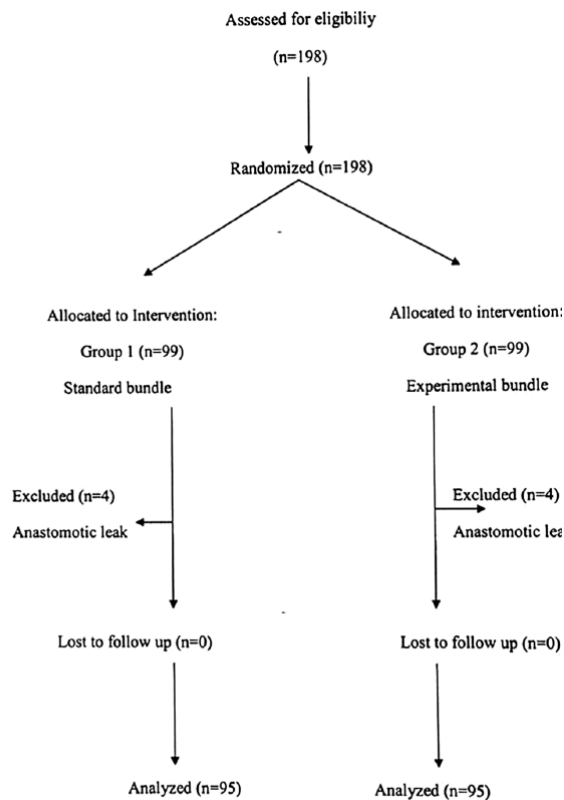 Assessed for eligibiliy
(n=198)
Randomized (n=198)
Allocated to Intervention:
Group 1 (n=99)
Standard bundle
Allocated to intervention:
Group 2 (n=99)
Experimental bundle
Excluded (n=4)
Anastomotic leak
Excluded (n=4)
Anastomotic lea
Lost to follow up (n=0)
Lost to follow up (n=0)
Analyzed (n=95)
Analyzed (n=95)